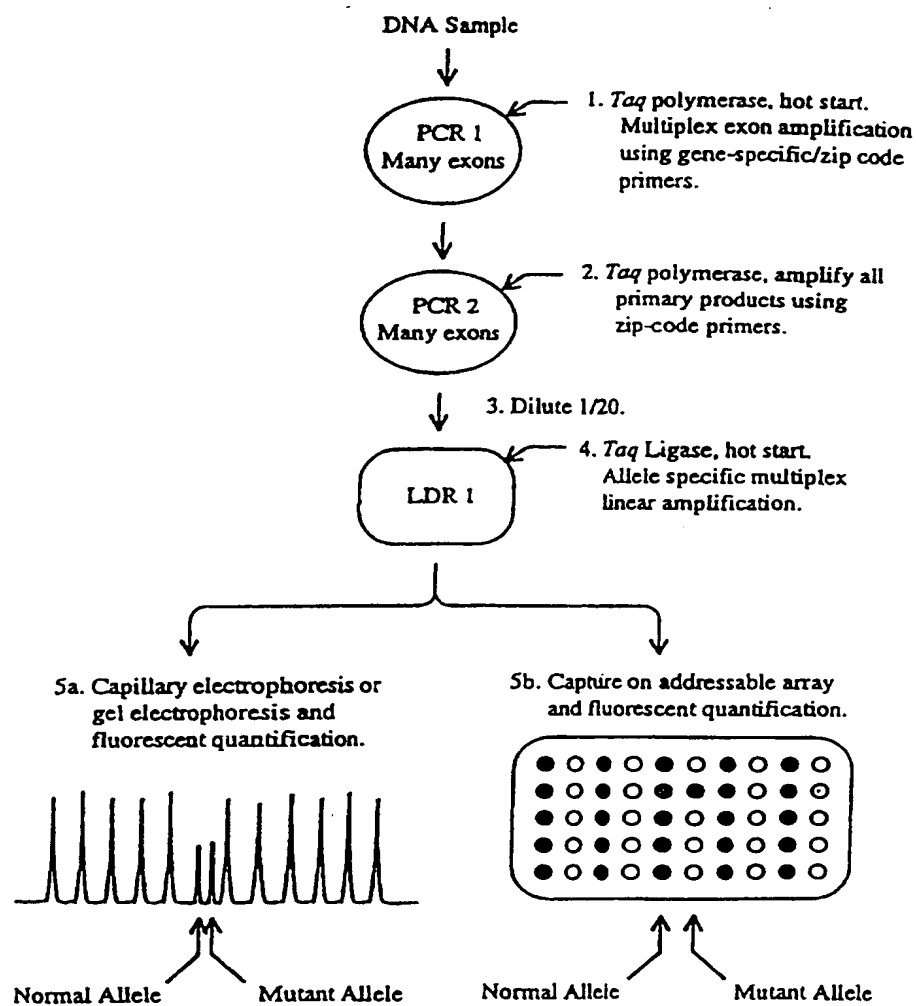 DNA Sample
PCR 1
Many exons
1. Taq polymerase, hot start.
Multiplex exon amplification
using gene-specific/zip code
primers.
PCR 2
Many exons
2. Taq polymerase, amplify all
primary products using
zip-code primers.
3. Dilute 1/20.
LDR 1
4. Taq Ligase, hot start.
Allele specific multiplex
linear amplification.
5a. Capillary electrophoresis or
gel electrophoresis and
fluorescent quantification.
5b. Capture on addressable array
and fluorescent quantification.
Normal Allele
Mutant Allele
Normal Allele
Mutant Allele